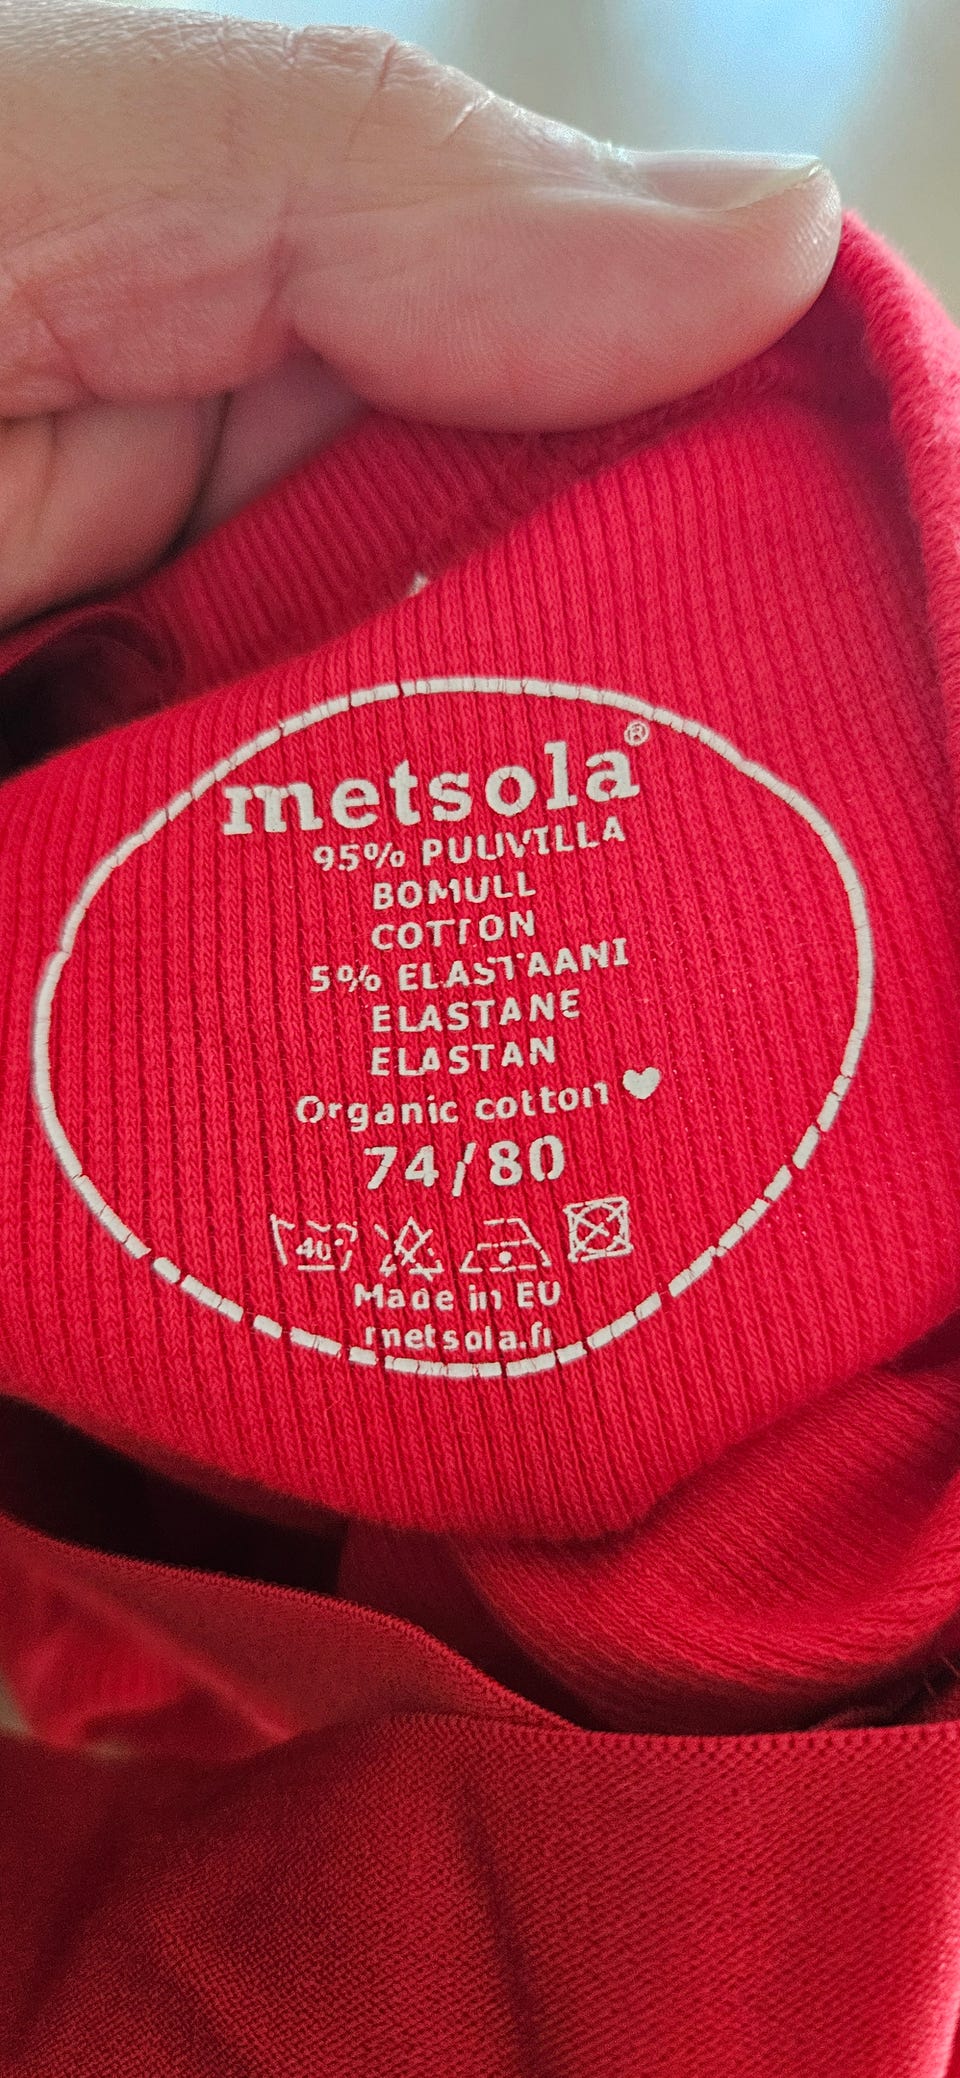 metsola®
95% PUUVILLA
BOMULL
COTTON
5% ELASTAANI
ELASTANE
ELASTAN
Organic cotton
74/80
40°
Made in EU
metsola.fi